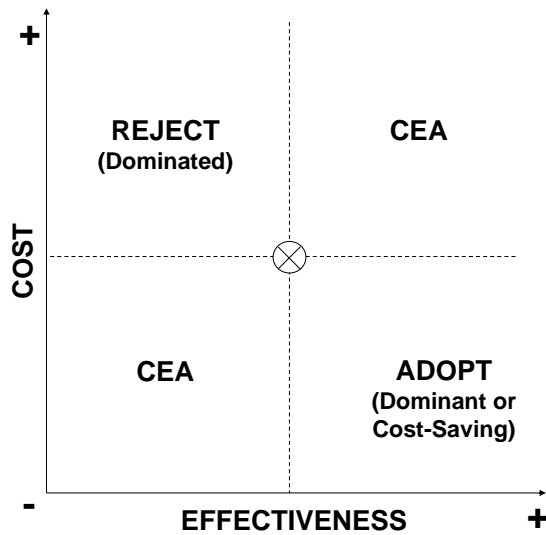 +
REJECT
(Dominated)
CEA
COST
CEA
ADOPT
(Dominant or
Cost-Saving)
-
EFFECTIVENESS
+